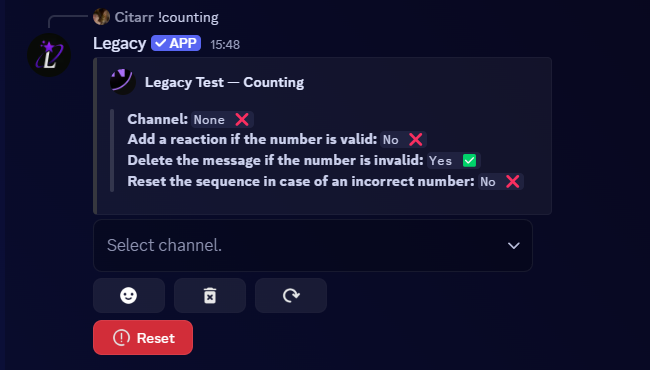 Citarr !counting
Legacy APP 15:48
Legacy Test — Counting
Channel: None ❌
Add a reaction if the number is valid: No ❌
Delete the message if the number is invalid: Yes ✅
Reset the sequence in case of an incorrect number: No ❌
Select channel.
Reset